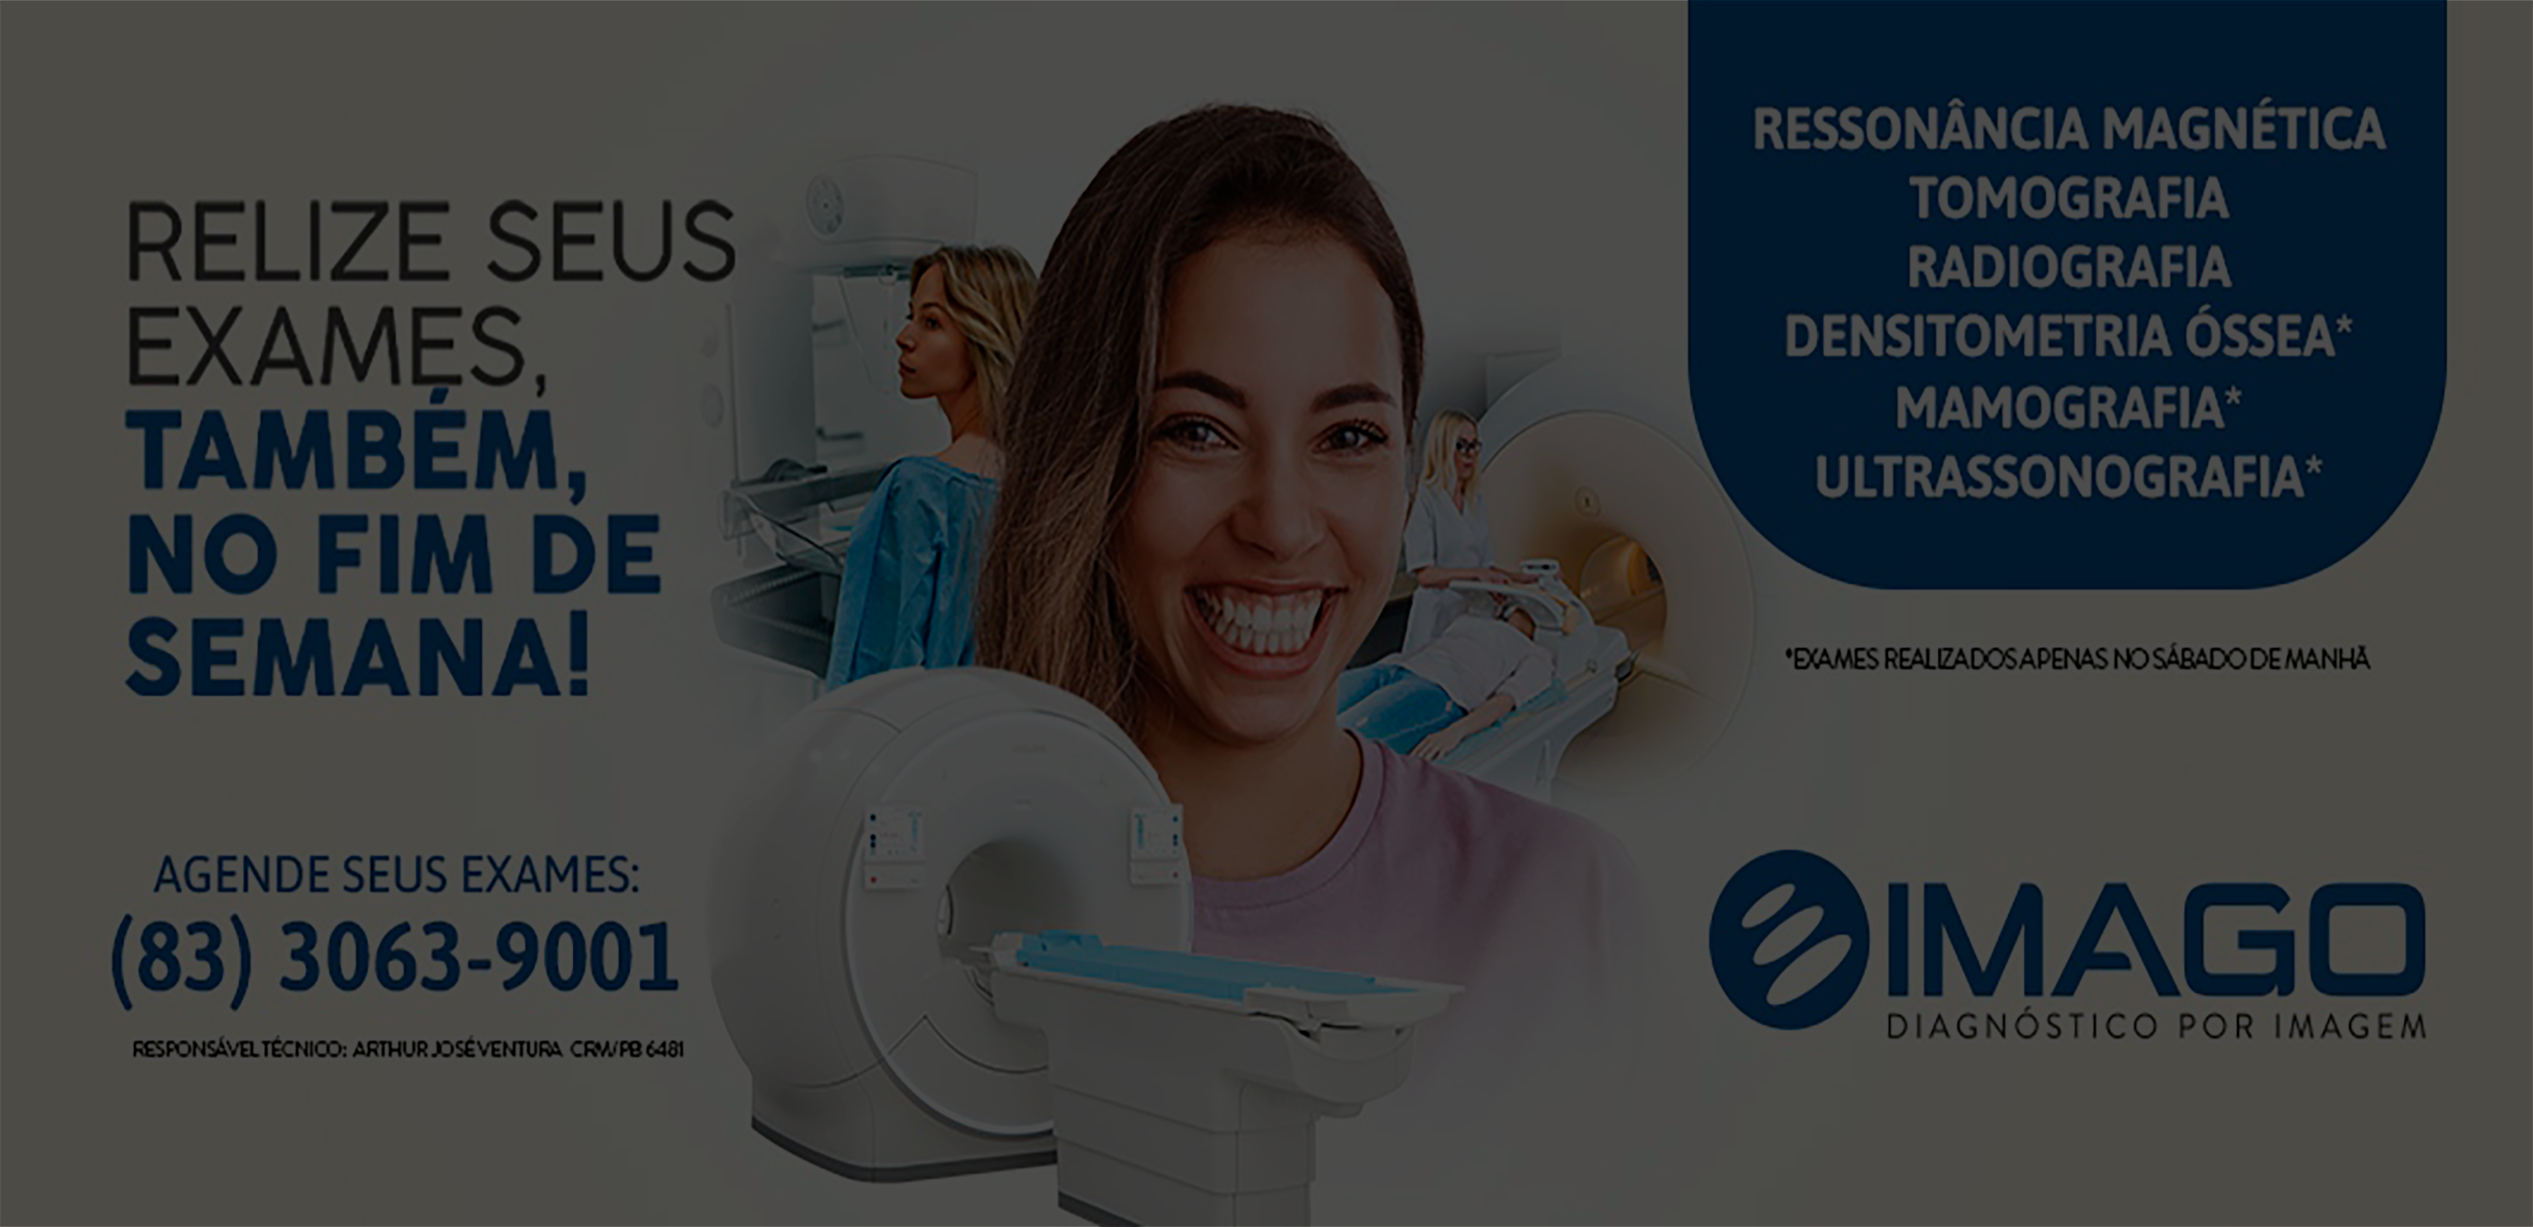 RELIZE SEUS
EXAMES,
TAMBÉM,
NO FIM DE
SEMANA!
AGENDE SEUS EXAMES:
(83) 3063-9001
RESPONSÁVEL TÉCNICO: ARTHUR JOSÉ VENTURA CRM/PB 6481
RESSONÂNCIA MAGNÉTICA
TOMOGRAFIA
RADIOGRAFIA
DENSITOMETRIA ÓSSEA*
MAMOGRAFIA*
ULTRASSONOGRAFIA*
*EXAMES REALIZADOS APENAS NO SÁBADO DE MANHÃ
IMAGO
DIAGNÓSTICO POR IMAGEM